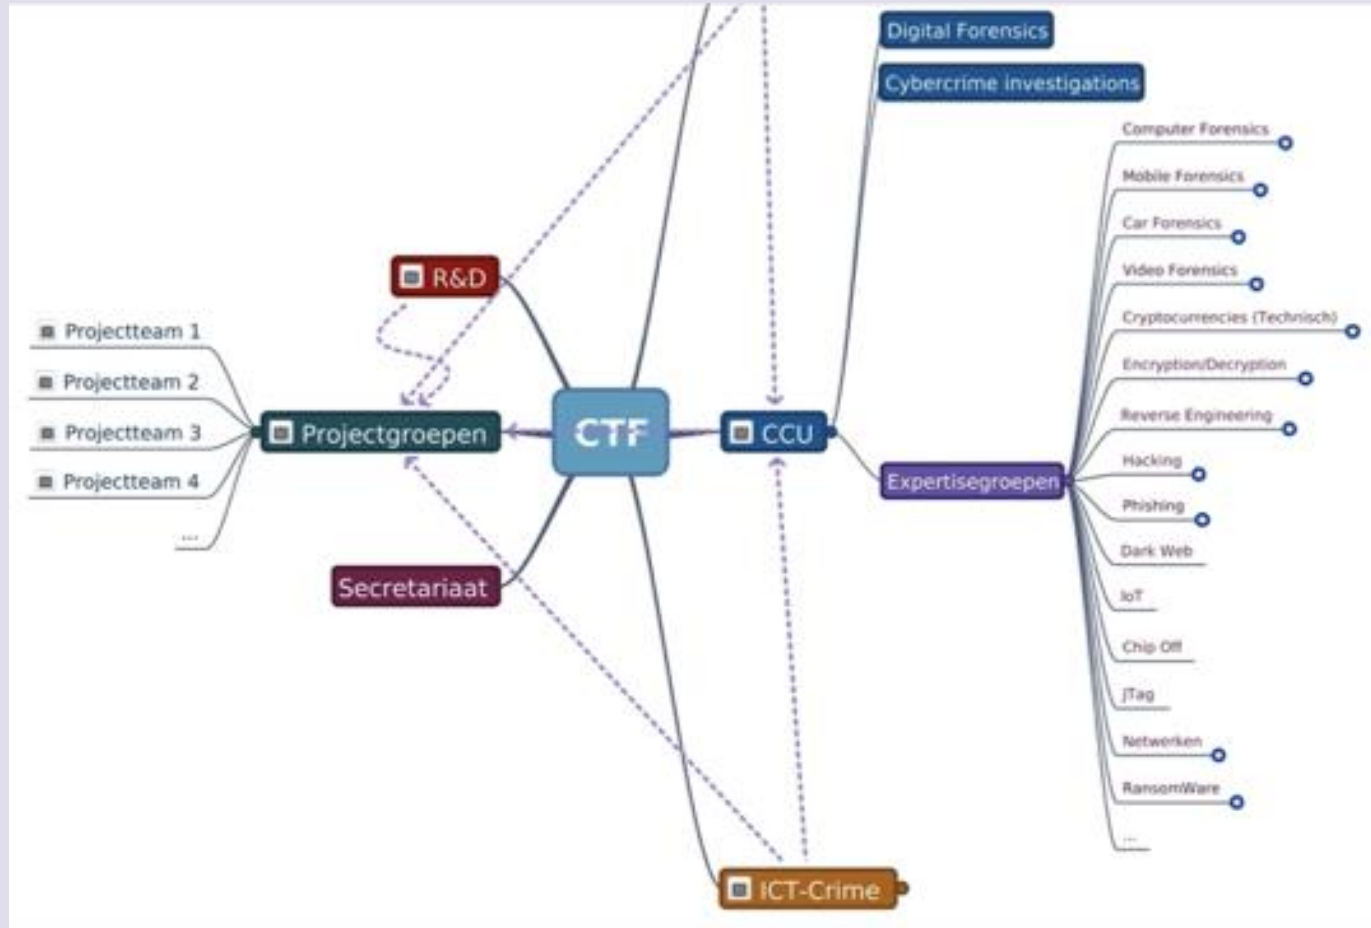 Digital Forensics
Cybercrime investigations
Computer Forensics
Mobile Forensics
Car Forensics
Video Forensics
Cryptocurrencies (Technisch)
Encryption/Decryption
Reverse Engineering
Hacking
Phishing
Dark Web
IoT
Chip Off
JTag
Netwerken
RansomWare
...
R&D
Projectteam 1
Projectteam 2
Projectteam 3
Projectteam 4
...
Projectgroepen
CTF
CCU
Expertisegroepen
Secretariaat
ICT-Crime